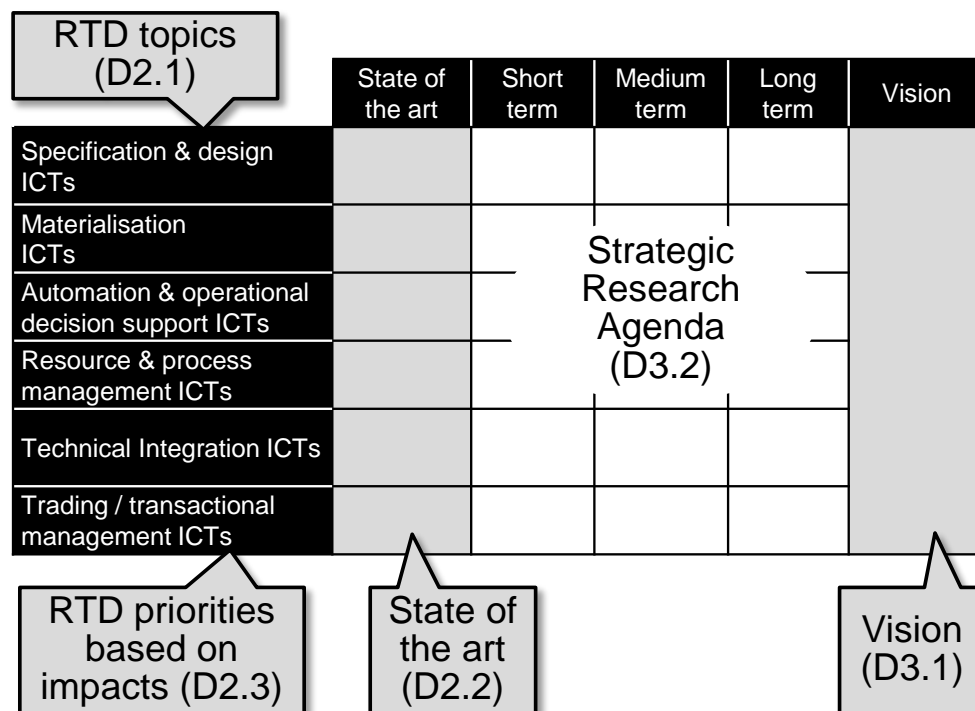 RTD topics
(D2.1)
State of
the art
Short
term
Medium
term
Long
term
Vision
Specification & design
ICTs
Materialisation
ICTs
Automation & operational
decision support ICTs
Resource & process
management ICTs
Technical Integration ICTs
Trading / transactional
management ICTs
Strategic
Research
Agenda
(D3.2)
RTD priorities
based on
impacts (D2.3)
State of
the art
(D2.2)
Vision
(D3.1)